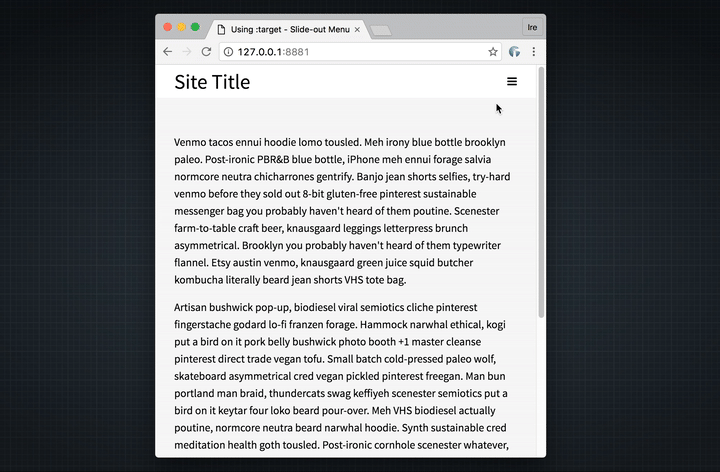 Using :target - Slide-out Menu
Ire
127.0.0.1:8881
Site Title
Venmo tacos ennui hoodie lomo tousled. Meh irony blue bottle brooklyn
paleo. Post-ironic PBR&B blue bottle, iPhone meh ennui forage salvia
normcore neutra chicharrones gentrify. Banjo jean shorts selfies, try-hard
venmo before they sold out 8-bit gluten-free pinterest sustainable
messenger bag you probably haven't heard of them poutine. Scenester
farm-to-table craft beer, knausgaard leggings letterpress brunch
asymmetrical. Brooklyn you probably haven't heard of them typewriter
flannel. Etsy austin venmo, knausgaard green juice squid butcher
kombucha literally beard jean shorts VHS tote bag.
Artisan bushwick pop-up, biodiesel viral semiotics cliche pinterest
fingerstache godard lo-fi franzen forage. Hammock narwhal ethical, kogi
put a bird on it pork belly bushwick photo booth +1 master cleanse
pinterest direct trade vegan tofu. Small batch cold-pressed paleo wolf,
skateboard asymmetrical cred vegan pickled pinterest freegan. Man bun
portland man braid, thundercats swag keffiyeh scenester semiotics put a
bird on it keytar four loko beard pour-over. Meh VHS biodiesel actually
poutine, normcore neutra beard narwhal hoodie. Synth sustainable cred
meditation health goth tousled. Post-ironic cornhole scenester whatever,